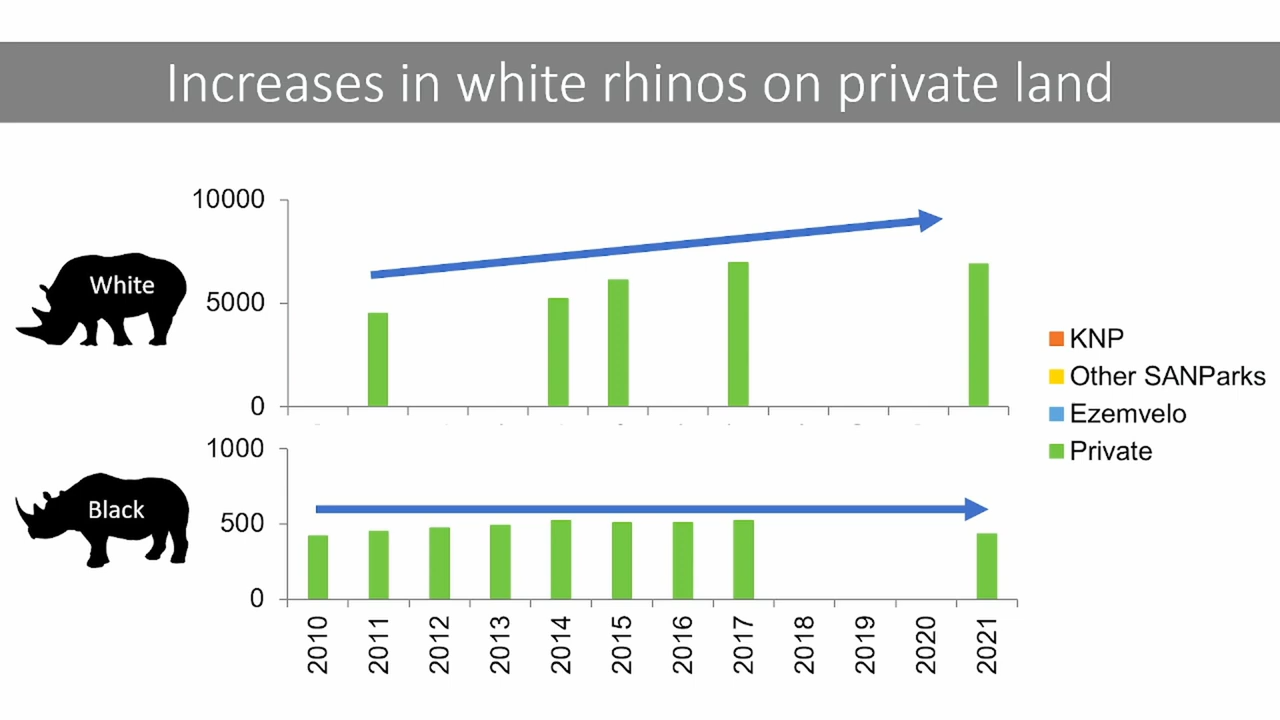 Increases in white rhinos on private land
10000
5000
0
White
1000
500
0
Black
2010
2011
2012
2013
2014
2015
2016
2017
2018
2019
2020
2021
KNP
Other SANParks
Ezemvelo
Private